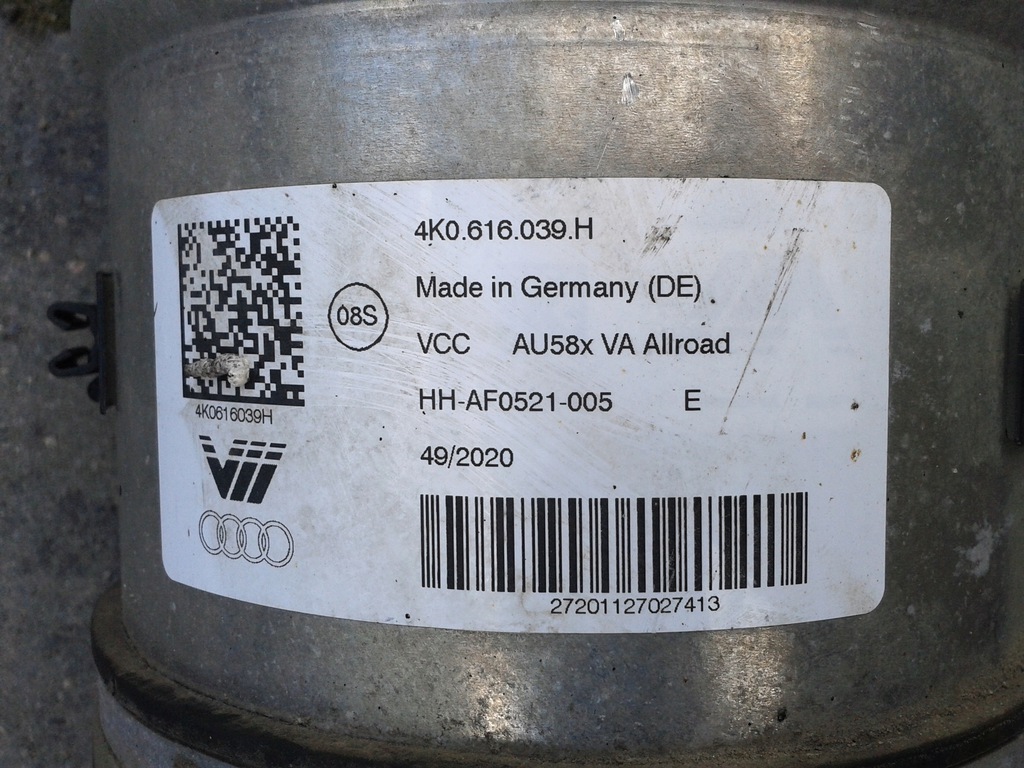 4K0.616.039.H
Made in Germany (DE)
08S
VCC AU58x VA Allroad
4K0616039H
HH-AF0521-005 E
49/2020
27201127027413